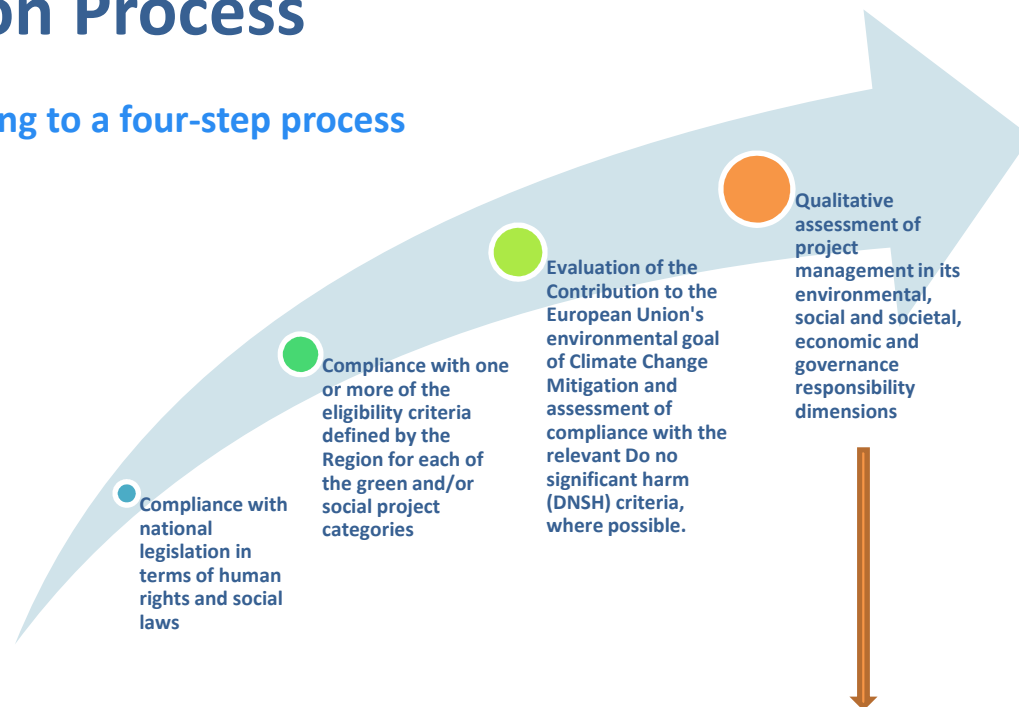 on Process
ng to a four-step process
Compliance with
national
legislation in
terms of human
rights and social
laws
Compliance with one
or more of the
eligibility criteria
defined by the
Region for each of
the green and/or
social project
categories
Evaluation of the
Contribution to the
European Union's
environmental goal
of Climate Change
Mitigation and
assessment of
compliance with the
relevant Do no
significant harm
(DNSH) criteria,
where possible.
Qualitative
assessment of
project
management in its
environmental,
social and societal,
economic and
governance
responsibility
dimensions